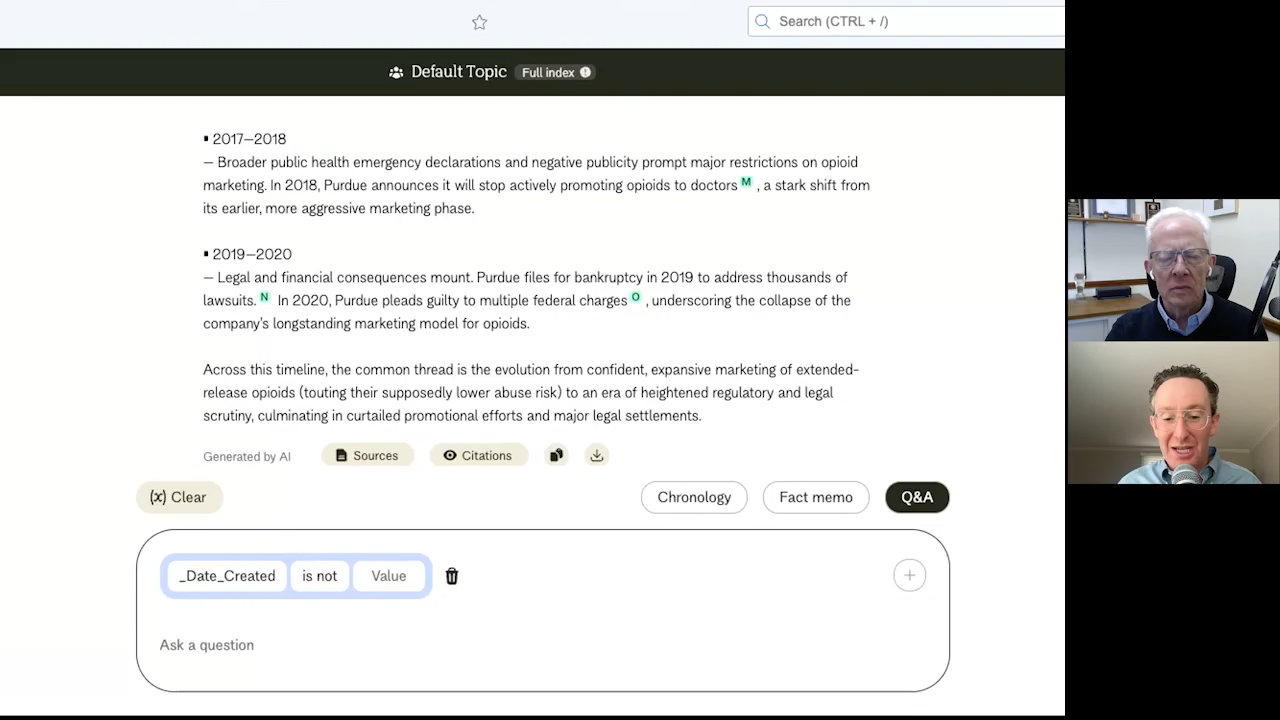 Search (CTRL + /)
Default Topic Full index
▪ 2017–2018
– Broader public health emergency declarations and negative publicity prompt major restrictions on opioid
marketing. In 2018, Purdue announces it will stop actively promoting opioids to doctors M , a stark shift from
its earlier, more aggressive marketing phase.
▪ 2019–2020
– Legal and financial consequences mount. Purdue files for bankruptcy in 2019 to address thousands of
lawsuits. N In 2020, Purdue pleads guilty to multiple federal charges O , underscoring the collapse of the
company's longstanding marketing model for opioids.
Across this timeline, the common thread is the evolution from confident, expansive marketing of extended-
release opioids (touting their supposedly lower abuse risk) to an era of heightened regulatory and legal
scrutiny, culminating in curtailed promotional efforts and major legal settlements.
Generated by AI Sources Citations
(x) Clear Chronology Fact memo Q&A
_Date_Created is not Value
Ask a question